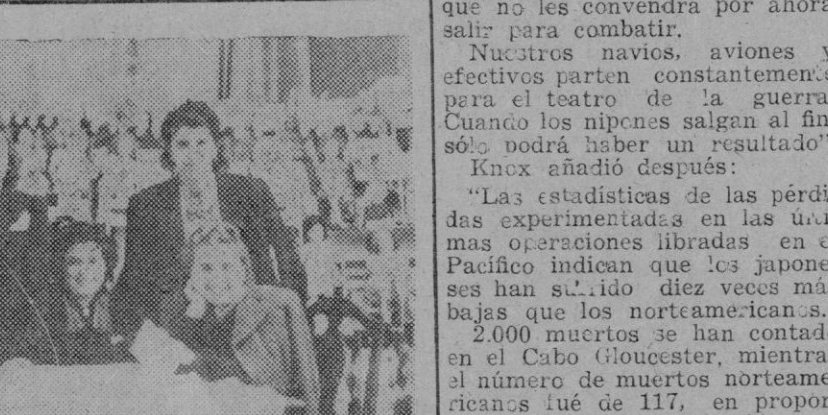 que no les convendrá por ahora
salir para combatir.
Nuestros navíos, aviones y
efectivos parten constantemente
para el teatro de la guerra
Cuando los nipones salgan al fin
sólo podrá haber un resultado"
Knox añadió después:
"Las estadísticas de las pérdi
das experimentadas en las últi
mas operaciones libradas en e
Pacífico indican que los japone
ses han sufrido diez veces má
bajas que los norteamericanos.
2.000 muertos se han contad
en el Cabo Gloucester, mientra
el número de muertos norteame
ricanos fué de 117, en propor